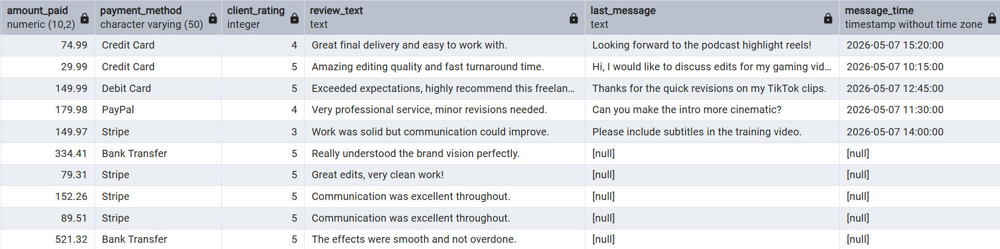 amount_paid payment_method client_rating review_text last_message message_time
numeric (10,2) character varying (50) integer text text timestamp without time zone
74.99 Credit Card 4 Great final delivery and easy to work with. Looking forward to the podcast highlight reels! 2026-05-07 15:20:00
29.99 Credit Card 5 Amazing editing quality and fast turnaround time. Hi, I would like to discuss edits for my gaming vid... 2026-05-07 10:15:00
149.99 Debit Card 5 Exceeded expectations, highly recommend this freelan... Thanks for the quick revisions on my TikTok clips. 2026-05-07 12:45:00
179.98 PayPal 4 Very professional service, minor revisions needed. Can you make the intro more cinematic? 2026-05-07 11:30:00
149.97 Stripe 3 Work was solid but communication could improve. Please include subtitles in the training video. 2026-05-07 14:00:00
334.41 Bank Transfer 5 Really understood the brand vision perfectly. [null] [null]
79.31 Stripe 5 Great edits, very clean work! [null] [null]
152.26 Stripe 5 Communication was excellent throughout. [null] [null]
89.51 Stripe 5 Communication was excellent throughout. [null] [null]
521.32 Bank Transfer 5 The effects were smooth and not overdone. [null] [null]